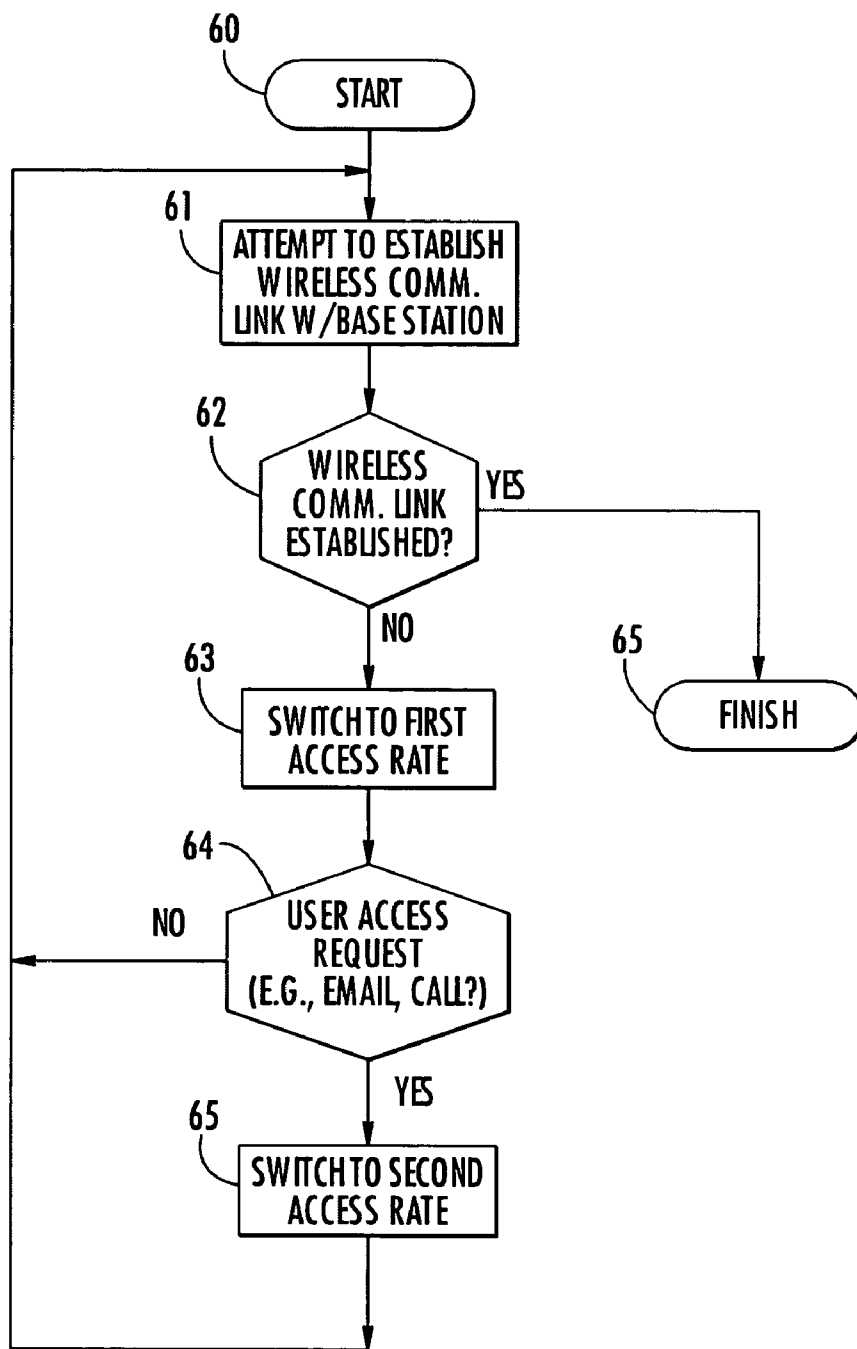 60
START
61
ATTEMPT TO ESTABLISH
WIRELESS COMM.
LINK W/BASE STATION
62
WIRELESS
COMM. LINK
ESTABLISHED?
YES
NO
63
SWITCH TO FIRST
ACCESS RATE
65
FINISH
64
USER ACCESS
REQUEST
(E.G., EMAIL, CALL?)
NO
YES
65
SWITCH TO SECOND
ACCESS RATE